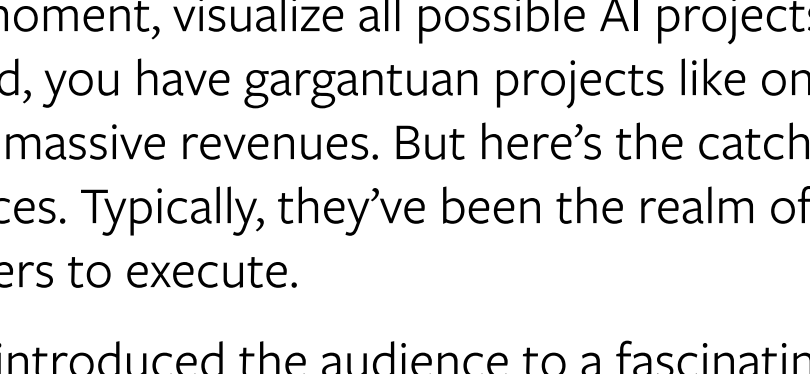 moment, visualize all possible AI projects
d, you have gargantuan projects like on
massive revenues. But here's the catch
ces. Typically, they've been the realm of
ers to execute.
introduced the audience to a fascinatin